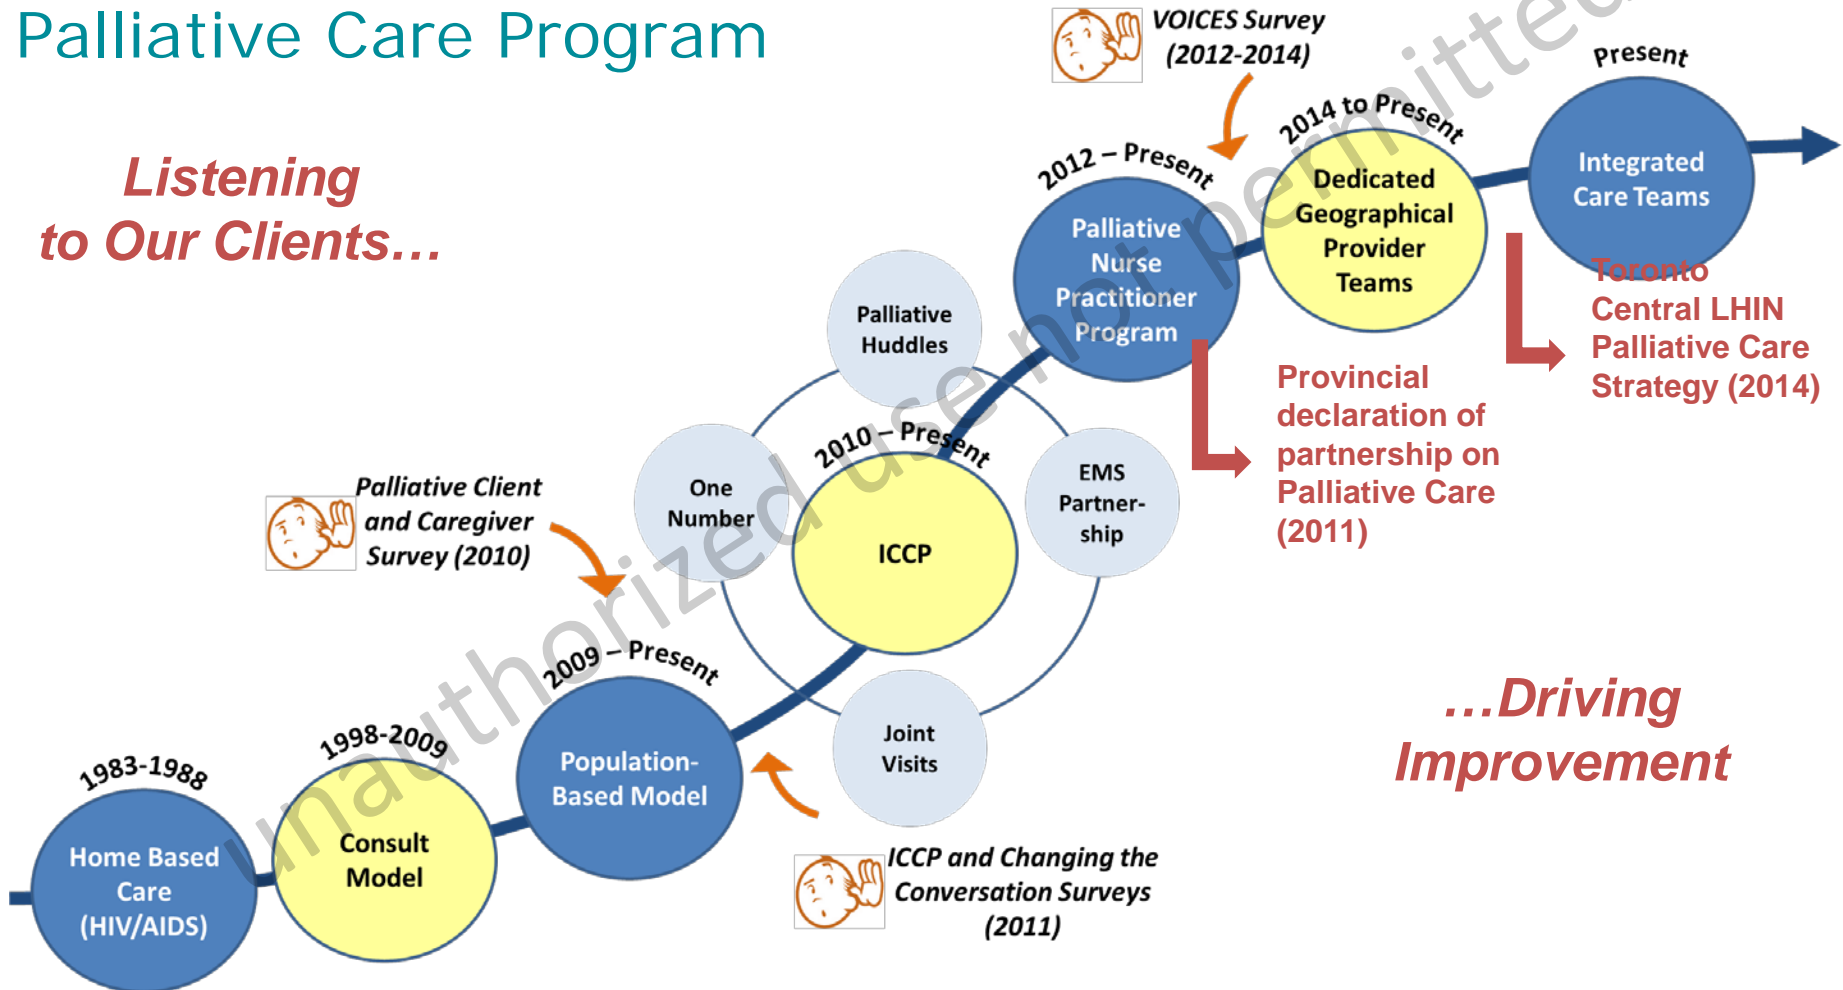 Palliative Care Program
Listening
to Our Clients…
VOICES Survey
(2012-2014)
Present
Integrated
Care Teams
2014 to Present
Dedicated
Geographical
Provider
Teams
2012 – Present
Palliative
Nurse
Practitioner
Program
Toronto
Central LHIN
Palliative Care
Strategy (2014)
Provincial
declaration of
partnership on
Palliative Care
(2011)
Palliative
Huddles
One
Number
2010 – Present
ICCP
EMS
Partner-
ship
Joint
Visits
Palliative Client
and Caregiver
Survey (2010)
2009 – Present
Population-
Based Model
ICCP and Changing the
Conversation Surveys
(2011)
1998-2009
Consult
Model
1983-1988
Home Based
Care
(HIV/AIDS)
…Driving
Improvement
unauthorized use not permitted